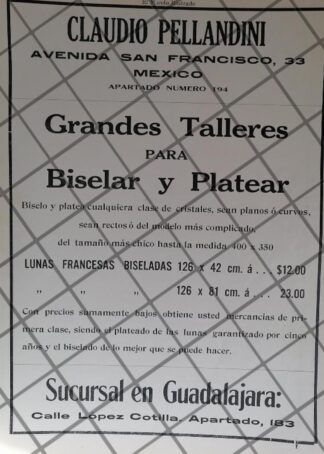 El Mundo Ilustrado
CLAUDIO PELLANDINI
AVENIDA SAN FRANCISCO, 33
MEXICO
APARTADO NUMERO 194
Grandes Talleres
PARA
Biselar y Platear
Biselo y platea cualquiera clase de cristales, sean planos ó curvos,
sean rectos ó del modelo más complicado,
del tamaño más chico hasta la medida 400 x 350
LUNAS FRANCESAS BISELADAS 126 x 42 cm. á . . . $12.00
„ „ „ 126 x 81 cm. á . . . 23.00
Con precios sumamente bajos obtiene usted mercancías de pri-
mera clase, siendo el plateado de las lunas garantizado por cinco
años y el biselado de lo mejor que se puede hacer.
Sucursal en Guadalajara:
Calle López Cotilla, Apartado, 183